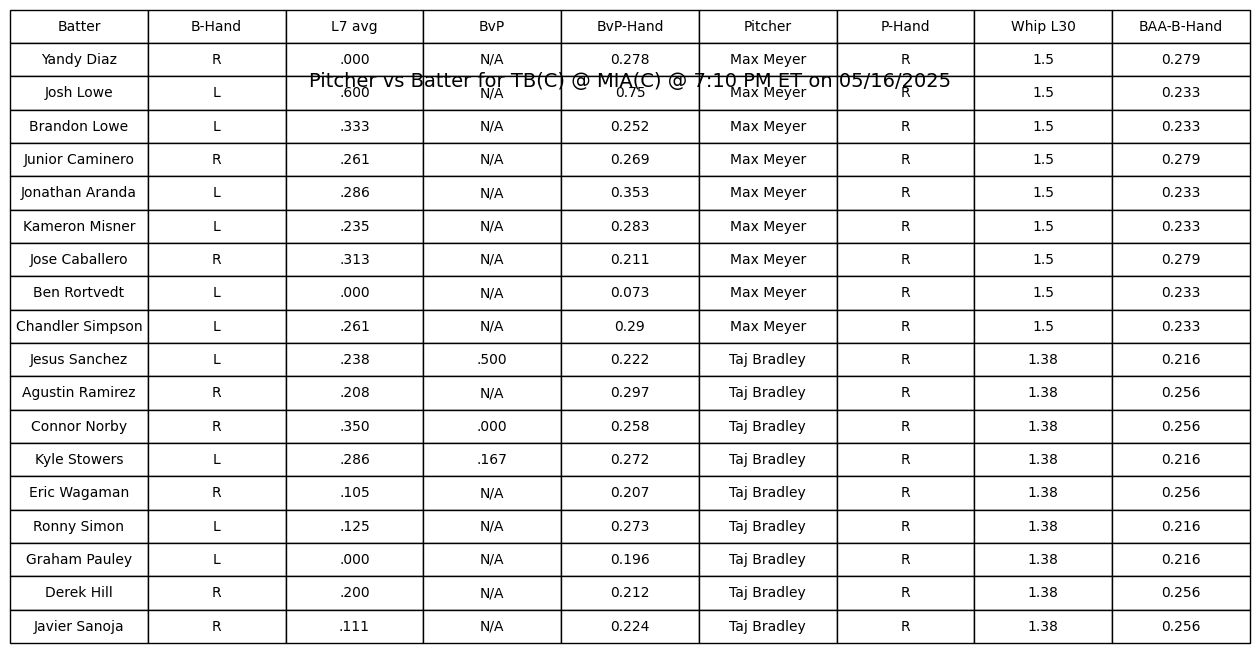 Batter B-Hand L7 avg BvP BvP-Hand Pitcher P-Hand Whip L30 BAA-B-Hand
Yandy Diaz R .000 N/A 0.278 Max Meyer R 1.5 0.279
Pitcher vs Batter for TB(C) @ MIA(C) @ 7:10 PM ET on 05/16/2025
Josh Lowe L .600 N/A 0.75 Max Meyer R 1.5 0.233
Brandon Lowe L .333 N/A 0.252 Max Meyer R 1.5 0.233
Junior Caminero R .261 N/A 0.269 Max Meyer R 1.5 0.279
Jonathan Aranda L .286 N/A 0.353 Max Meyer R 1.5 0.233
Kameron Misner L .235 N/A 0.283 Max Meyer R 1.5 0.233
Jose Caballero R .313 N/A 0.211 Max Meyer R 1.5 0.279
Ben Rortvedt L .000 N/A 0.073 Max Meyer R 1.5 0.233
Chandler Simpson L .261 N/A 0.29 Max Meyer R 1.5 0.233
Jesus Sanchez L .238 .500 0.222 Taj Bradley R 1.38 0.216
Agustin Ramirez R .208 N/A 0.297 Taj Bradley R 1.38 0.256
Connor Norby R .350 .000 0.258 Taj Bradley R 1.38 0.256
Kyle Stowers L .286 .167 0.272 Taj Bradley R 1.38 0.216
Eric Wagaman R .105 N/A 0.207 Taj Bradley R 1.38 0.256
Ronny Simon L .125 N/A 0.273 Taj Bradley R 1.38 0.216
Graham Pauley L .000 N/A 0.196 Taj Bradley R 1.38 0.216
Derek Hill R .200 N/A 0.212 Taj Bradley R 1.38 0.256
Javier Sanoja R .111 N/A 0.224 Taj Bradley R 1.38 0.256